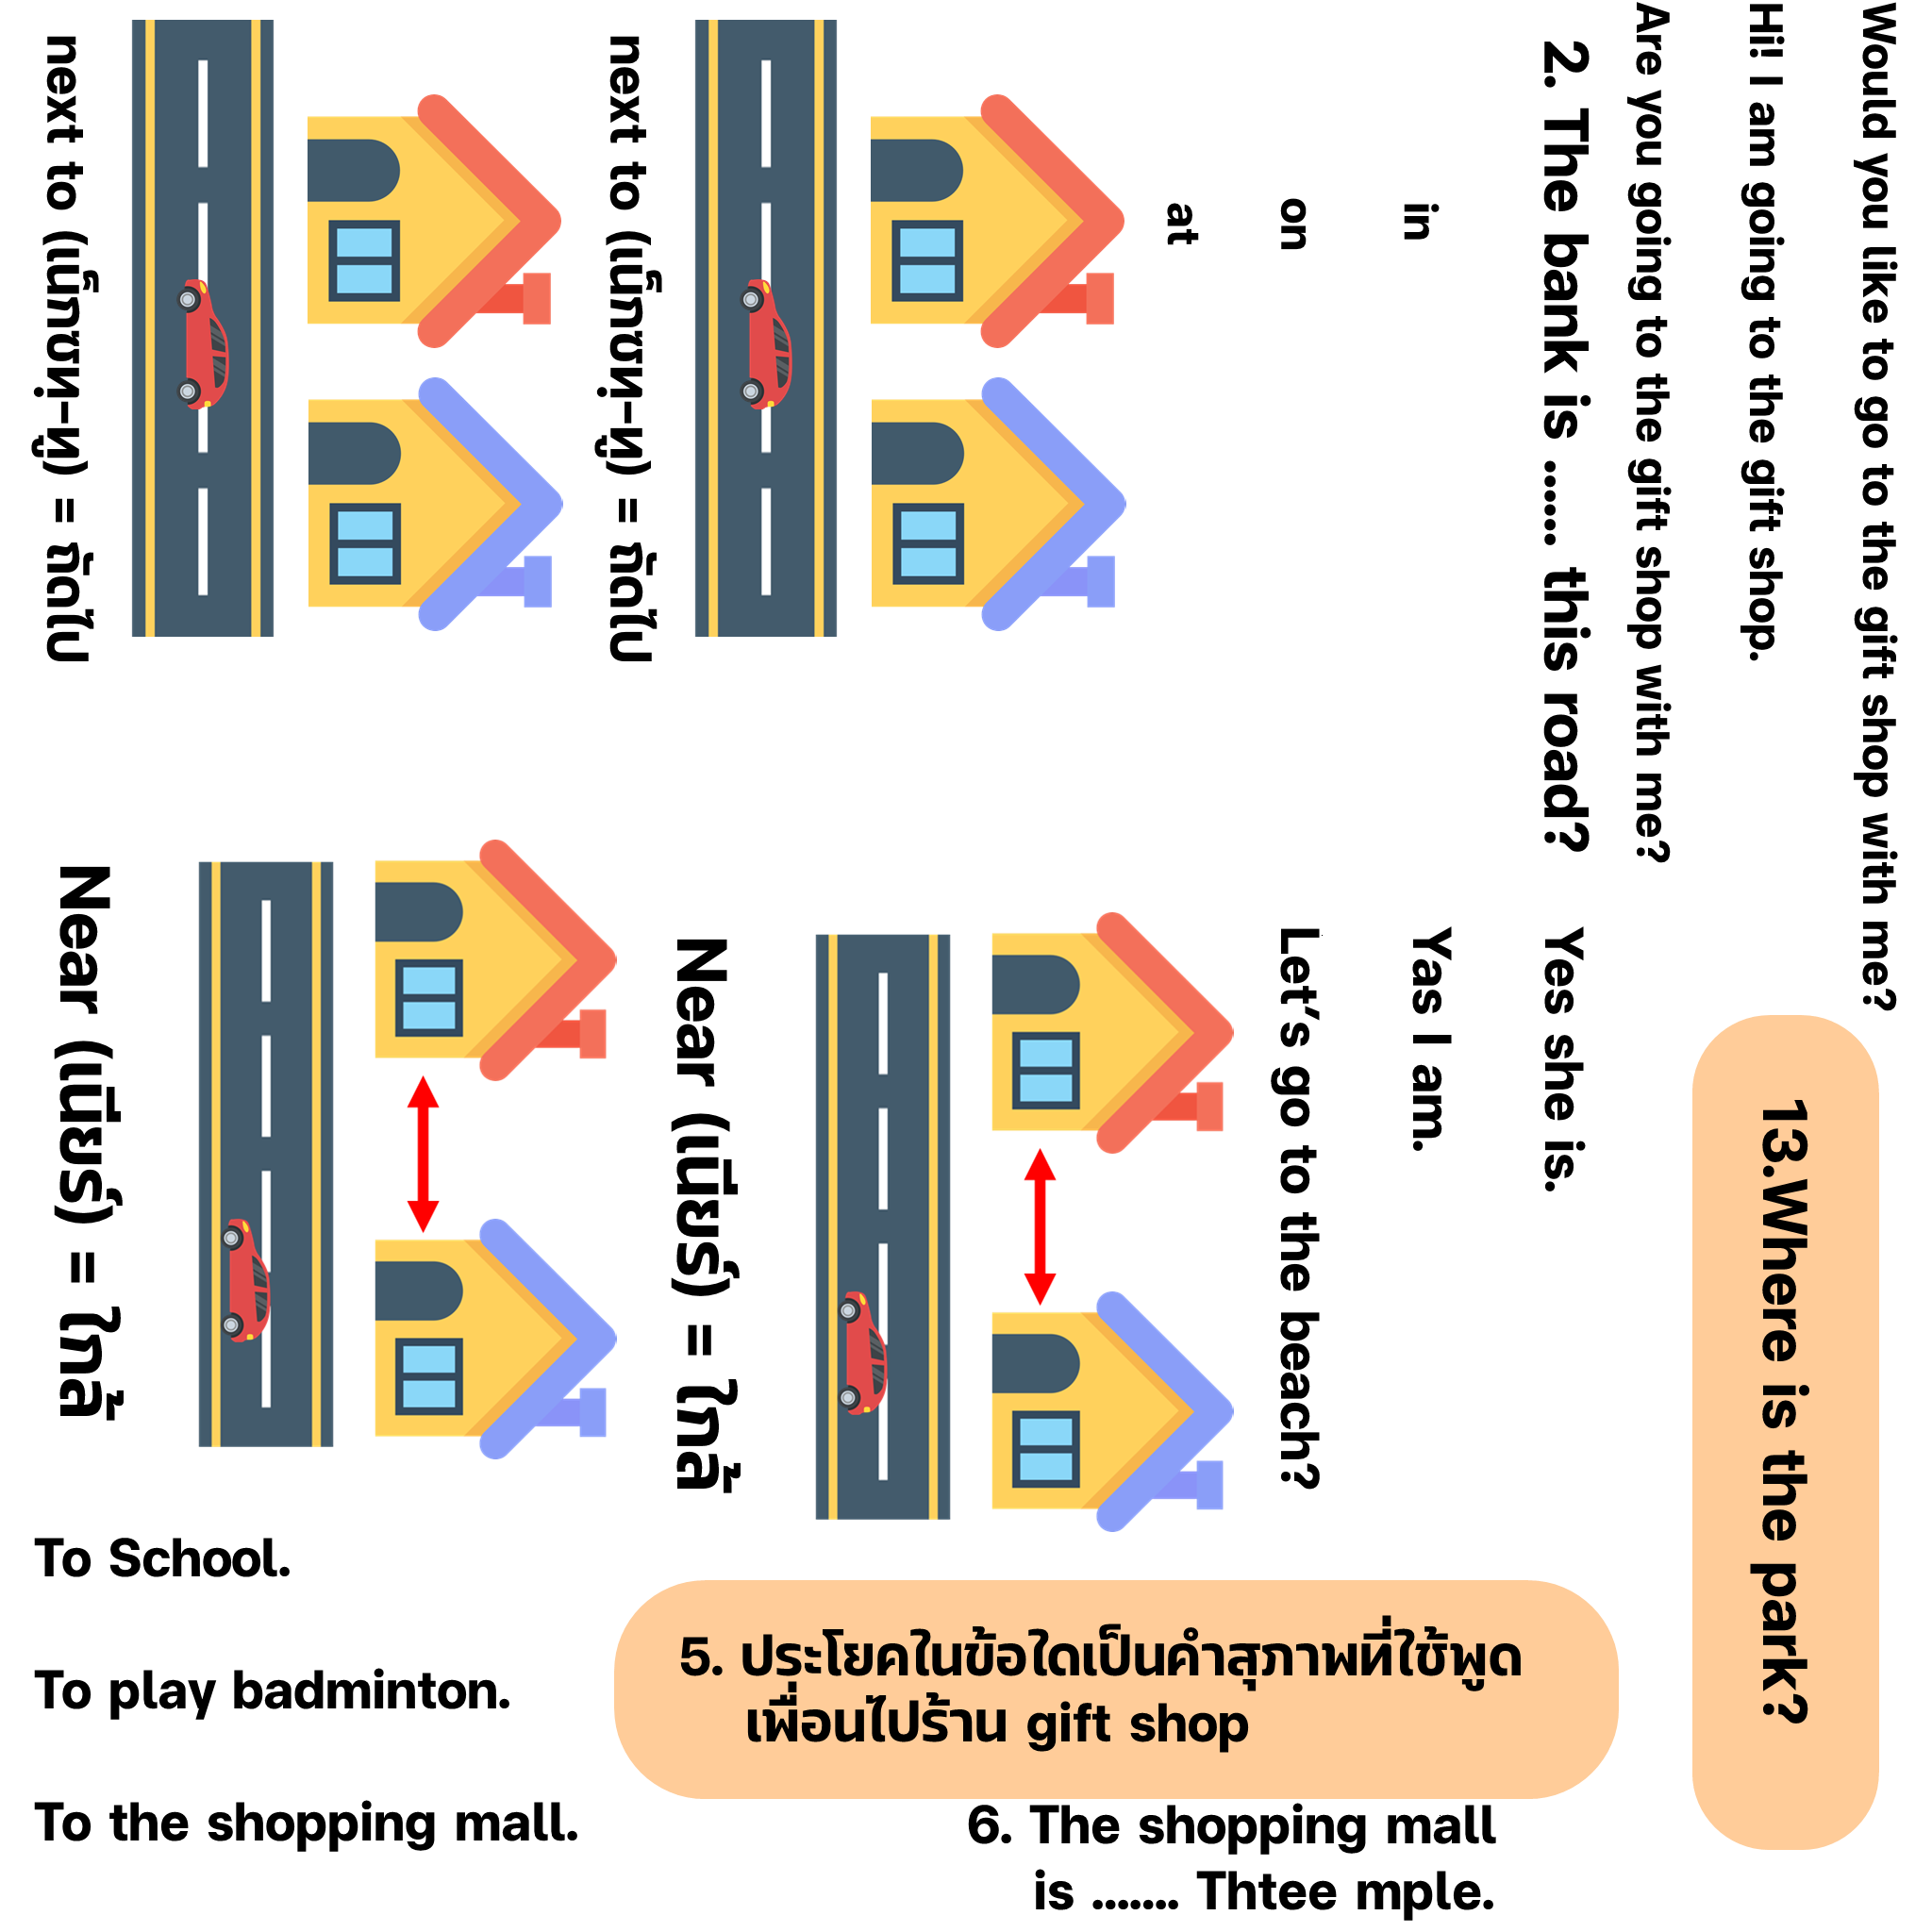 Would you like to go to the gift shop with me?
Hi! I am going to the gift shop.
Are you going to the gift shop with me?
2. The bank is ...... this road?
in
on
at
next to (เน็กซทฺ-ทู) = ถัดไป
next to (เน็กซทฺ-ทู) = ถัดไป
13.Where is the park?
Yes she is.
Yas I am.
Let's go to the beach?
Near (เนียร์) = ใกล้
Near (เนียร์) = ใกล้
To School.
To play badminton.
To the shopping mall.
5. ประโยคในข้อใดเป็นคำสุภาพที่ใช้พูด
เพื่อนไปร้าน gift shop
6. The shopping mall
is ....... Thtee mple.